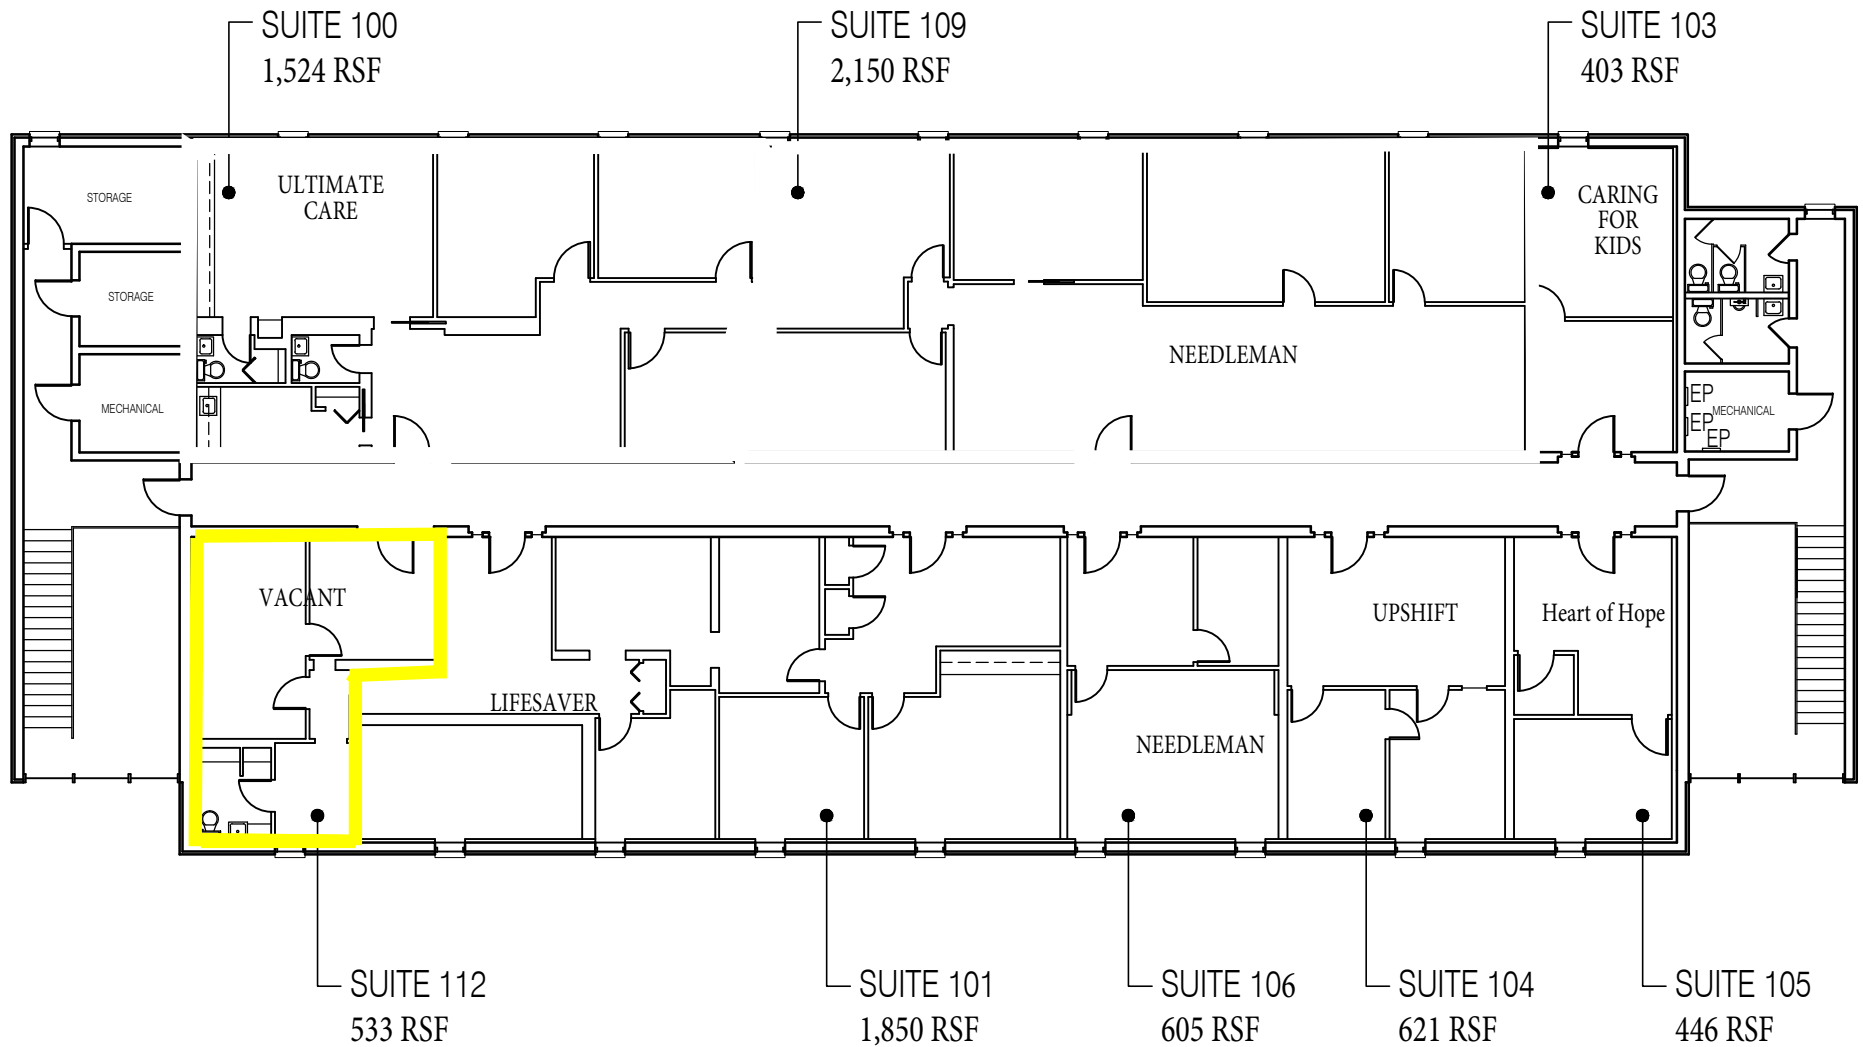 SUITE 100
1,524 RSF
SUITE 109
2,150 RSF
SUITE 103
403 RSF
STORAGE
ULTIMATE
CARE
CARING
FOR
KIDS
STORAGE
NEEDLEMAN
MECHANICAL
EP
MECHANICAL
EP
EP
VACANT
UPSHIFT
Heart of Hope
LIFESAVER
NEEDLEMAN
SUITE 112
533 RSF
SUITE 101
1,850 RSF
SUITE 106
605 RSF
SUITE 104
621 RSF
SUITE 105
446 RSF